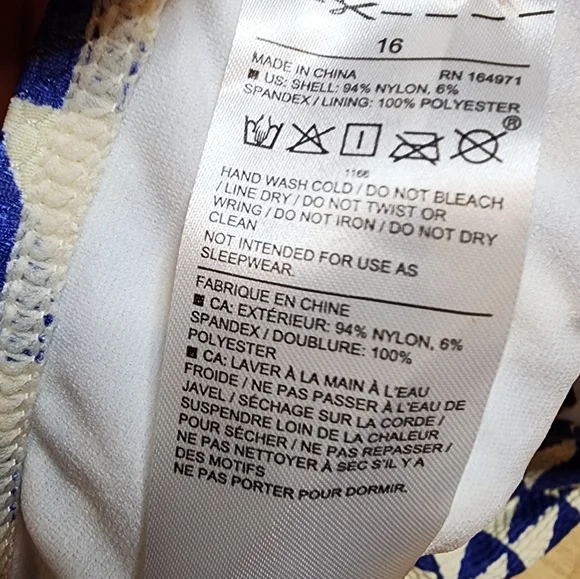 16
MADE IN CHINA RN 164971
US: SHELL: 94% NYLON, 6%
SPANDEX / LINING: 100% POLYESTER
®
1166
HAND WASH COLD / DO NOT BLEACH
/ LINE DRY / DO NOT TWIST OR
WRING / DO NOT IRON / DO NOT DRY
CLEAN
NOT INTENDED FOR USE AS
SLEEPWEAR.
FABRIQUE EN CHINE
CA: EXTÉRIEUR: 94% NYLON, 6%
SPANDEX / DOUBLURE: 100%
POLYESTER
CA: LAVER À LA MAIN À L'EAU
FROIDE / NE PAS PASSER À L'EAU DE
JAVEL / SÉCHAGE SUR LA CORDE /
SUSPENDRE LOIN DE LA CHALEUR
POUR SÉCHER / NE PAS REPASSER /
NE PAS NETTOYER À SEC S'IL Y A
DES MOTIFS
NE PAS PORTER POUR DORMIR.